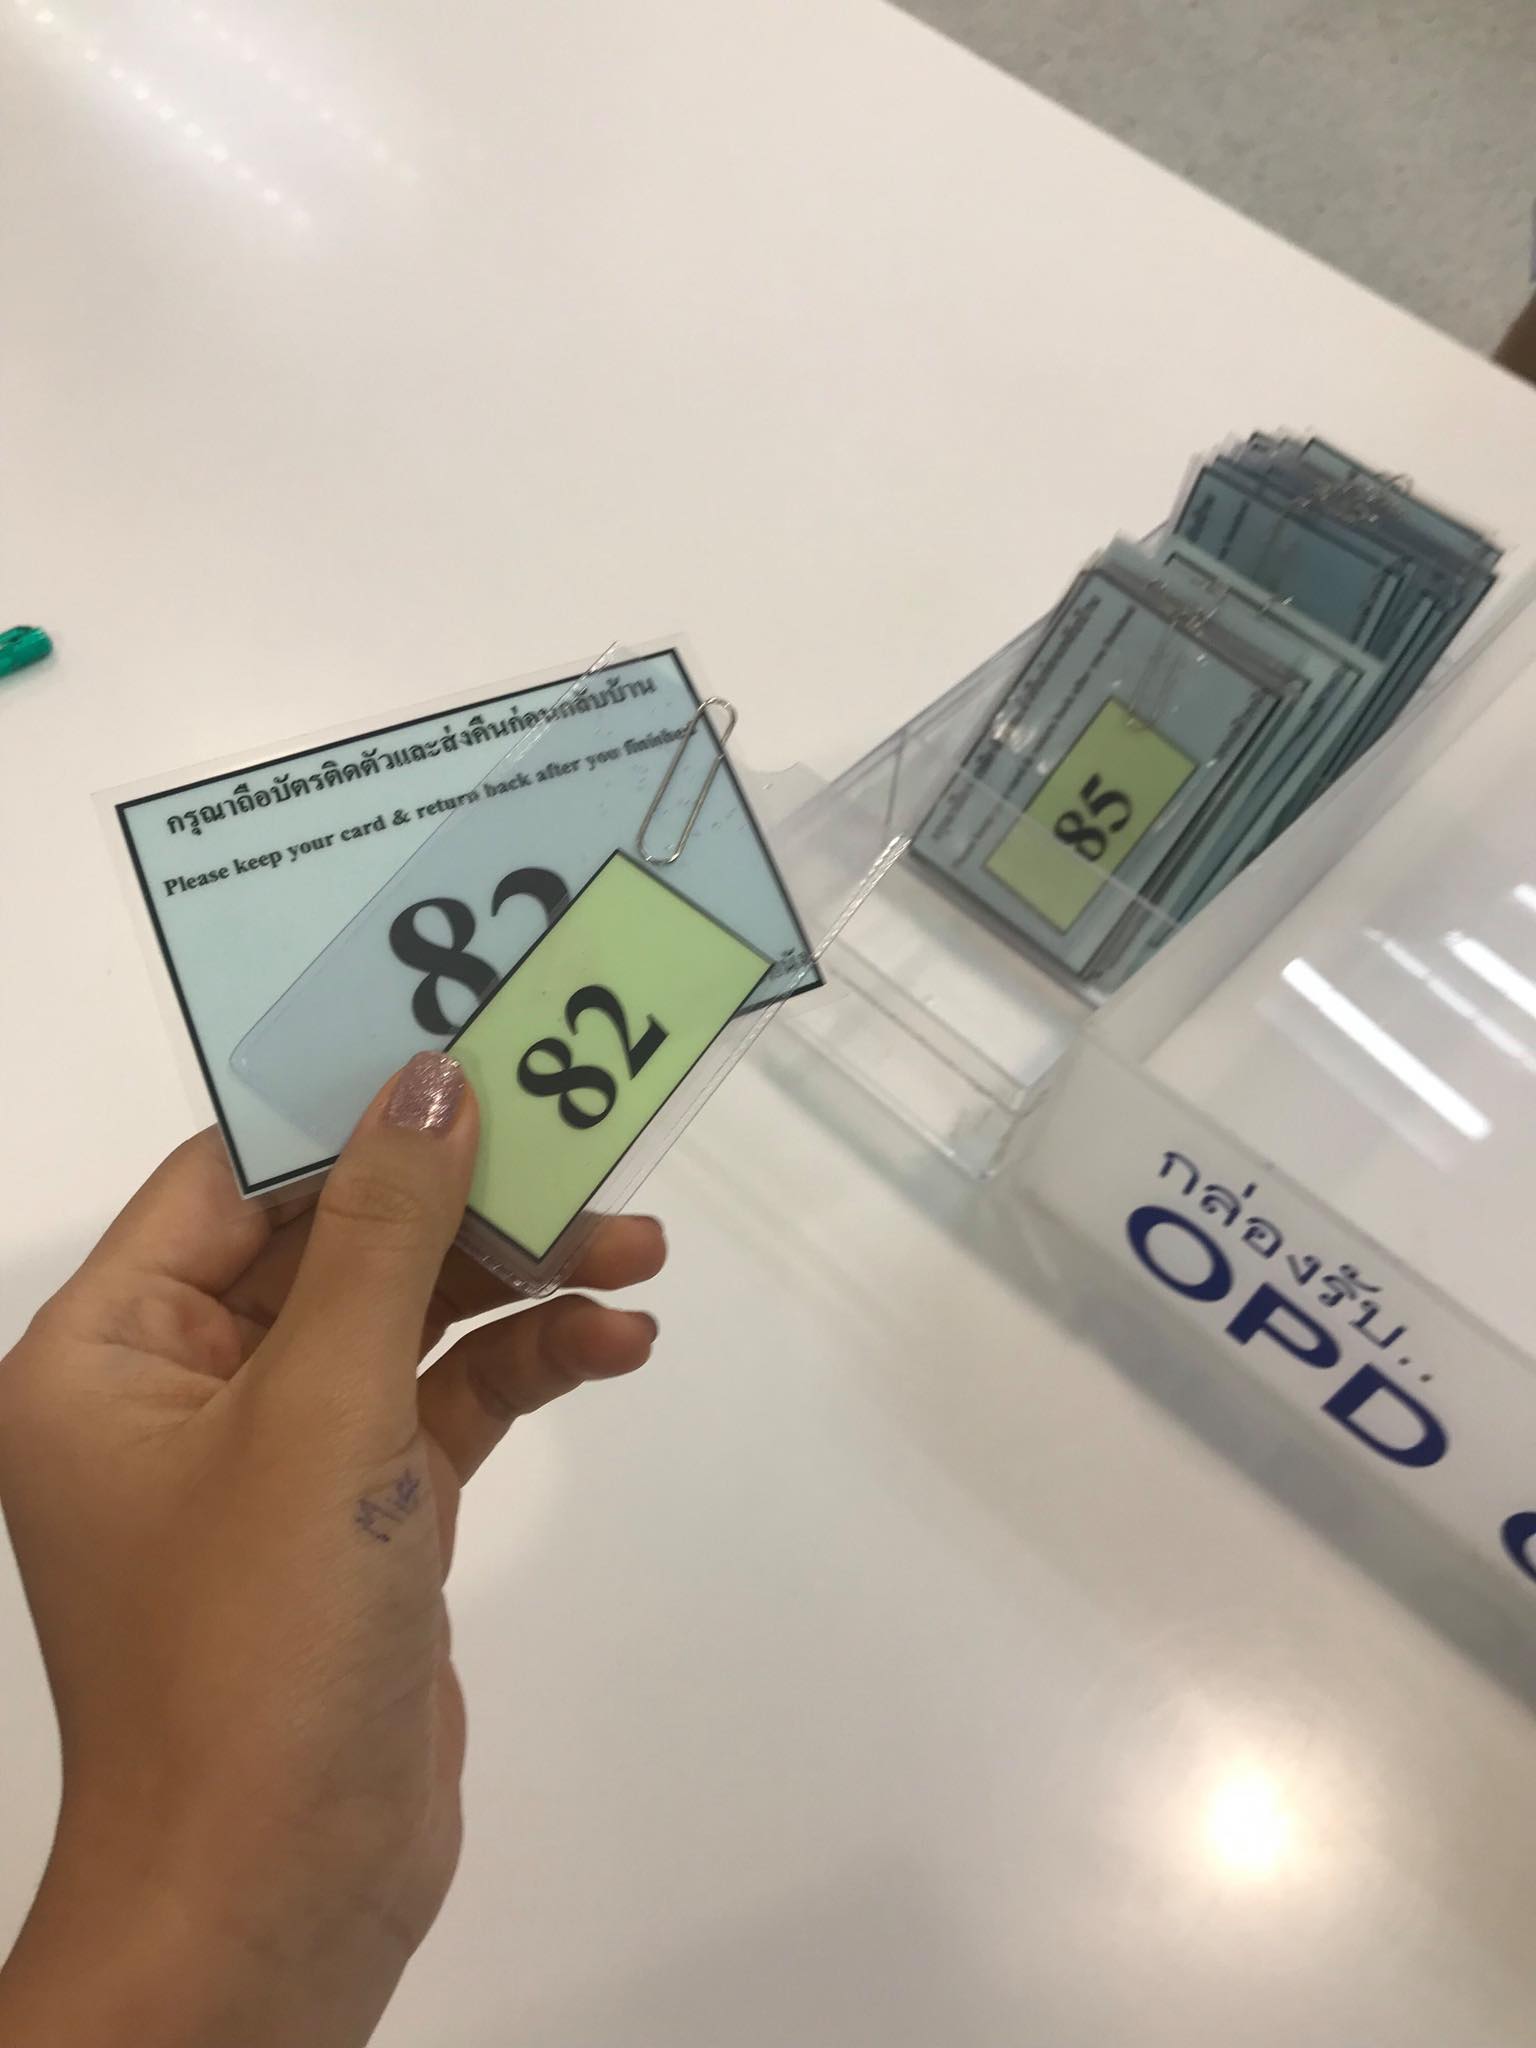 กรุณาถือบัตรติดตัวและส่งคืนก่อนกลับบ้าน
Please keep your card & return back after you finished
82
82
85
กล่องรับ..
OPD